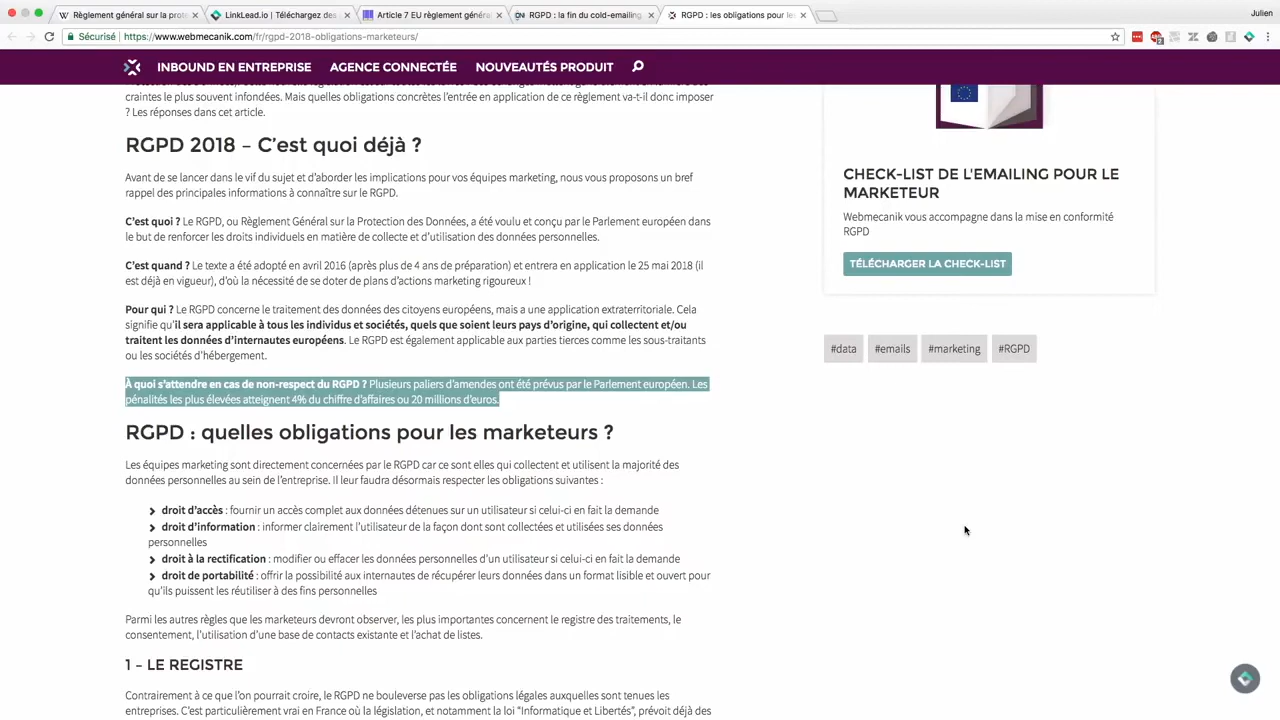 Règlement général sur la prote
LinkLead.io | Téléchargez des
Article 7 EU règlement généra
RGPD : la fin du cold-emailing
RGPD : les obligations pour le
Julien
Sécurisé
https://www.webmecanik.com/fr/rgpd-2018-obligations-marketeurs/
INBOUND EN ENTREPRISE
AGENCE CONNECTÉE
NOUVEAUTÉS PRODUIT
craintes le plus souvent infondées. Mais quelles obligations concrètes l'entrée en application de ce règlement va-t-il donc imposer
? Les réponses dans cet article.
RGPD 2018 – C'est quoi déjà ?
Avant de se lancer dans le vif du sujet et d'aborder les implications pour vos équipes marketing, nous vous proposons un bref
rappel des principales informations à connaître sur le RGPD.
C'est quoi ? Le RGPD, ou Règlement Général sur la Protection des Données, a été voulu et conçu par le Parlement européen dans
le but de renforcer les droits individuels en matière de collecte et d'utilisation des données personnelles.
C'est quand ? Le texte a été adopté en avril 2016 (après plus de 4 ans de préparation) et entrera en application le 25 mai 2018 (il
est déjà en vigueur), d'où la nécessité de se doter de plans d'actions marketing rigoureux !
Pour qui ? Le RGPD concerne le traitement des données des citoyens européens, mais a une application extraterritoriale. Cela
signifie qu'il sera applicable à tous les individus et sociétés, quels que soient leurs pays d'origine, qui collectent et/ou
traitent les données d'internautes européens. Le RGPD est également applicable aux parties tierces comme les sous-traitants
ou les sociétés d'hébergement.
À quoi s'attendre en cas de non-respect du RGPD ? Plusieurs paliers d'amendes ont été prévus par le Parlement européen. Les
pénalités les plus élevées atteignent 4% du chiffre d'affaires ou 20 millions d'euros.
RGPD : quelles obligations pour les marketeurs ?
Les équipes marketing sont directement concernées par le RGPD car ce sont elles qui collectent et utilisent la majorité des
données personnelles au sein de l'entreprise. Il leur faudra désormais respecter les obligations suivantes :
droit d'accès : fournir un accès complet aux données détenues sur un utilisateur si celui-ci en fait la demande
droit d'information : informer clairement l'utilisateur de la façon dont sont collectées et utilisées ses données
personnelles
droit à la rectification : modifier ou effacer les données personnelles d'un utilisateur si celui-ci en fait la demande
droit de portabilité : offrir la possibilité aux internautes de récupérer leurs données dans un format lisible et ouvert pour
qu'ils puissent les réutiliser à des fins personnelles
Parmi les autres règles que les marketeurs devront observer, les plus importantes concernent le registre des traitements, le
consentement, l'utilisation d'une base de contacts existante et l'achat de listes.
1 – LE REGISTRE
Contrairement à ce que l'on pourrait croire, le RGPD ne bouleverse pas les obligations légales auxquelles sont tenues les
entreprises. C'est particulièrement vrai en France où la législation, et notamment la loi "Informatique et Libertés", prévoit déjà des
CHECK-LIST DE L'EMAILING POUR LE
MARKETEUR
Webmecanik vous accompagne dans la mise en conformité
RGPD
TÉLÉCHARGER LA CHECK-LIST
#data
#emails
#marketing
#RGPD